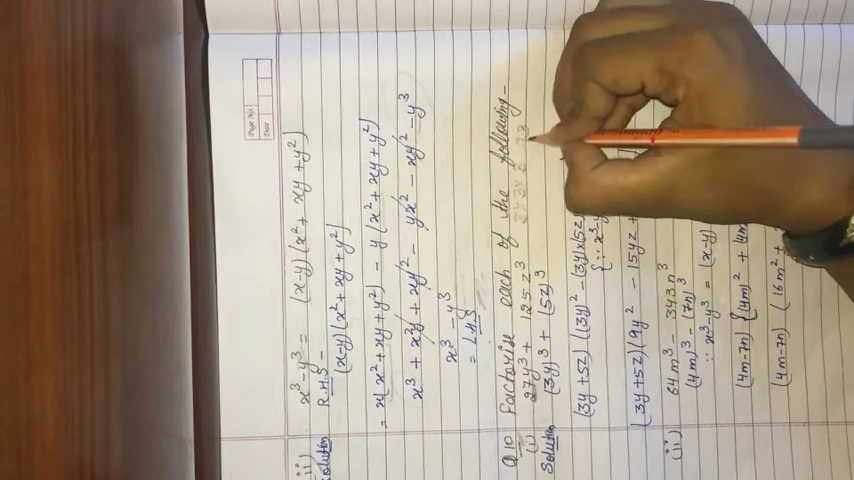 Page No.
Date
(ii) x³-y³ = (x-y) (x² + xy + y²)
Solution R.H.S -
(x-y) (x²+xy+y²)
= x(x²+xy+y²) - y (x²+xy+y²)
x³ + x²y + xy² - yx² - xy² - y³
x³ - y³
= L.H.S
Q 10 Factorise each of the following -
(i) 27y³ + 125z³
Solution (3y)³ + (5z)³
(3y+5z) ((3y)² - (3y)×(5z)
{∵ x³-y
(3y+5z) (9y² - 15yz +
(ii) 64m³ - 343n³
(4m)³ - (7n)³
∵ x³-y³ = (x-y)
(4m-7n) {(4m)² + (4m
(4m-7n) (16m² +